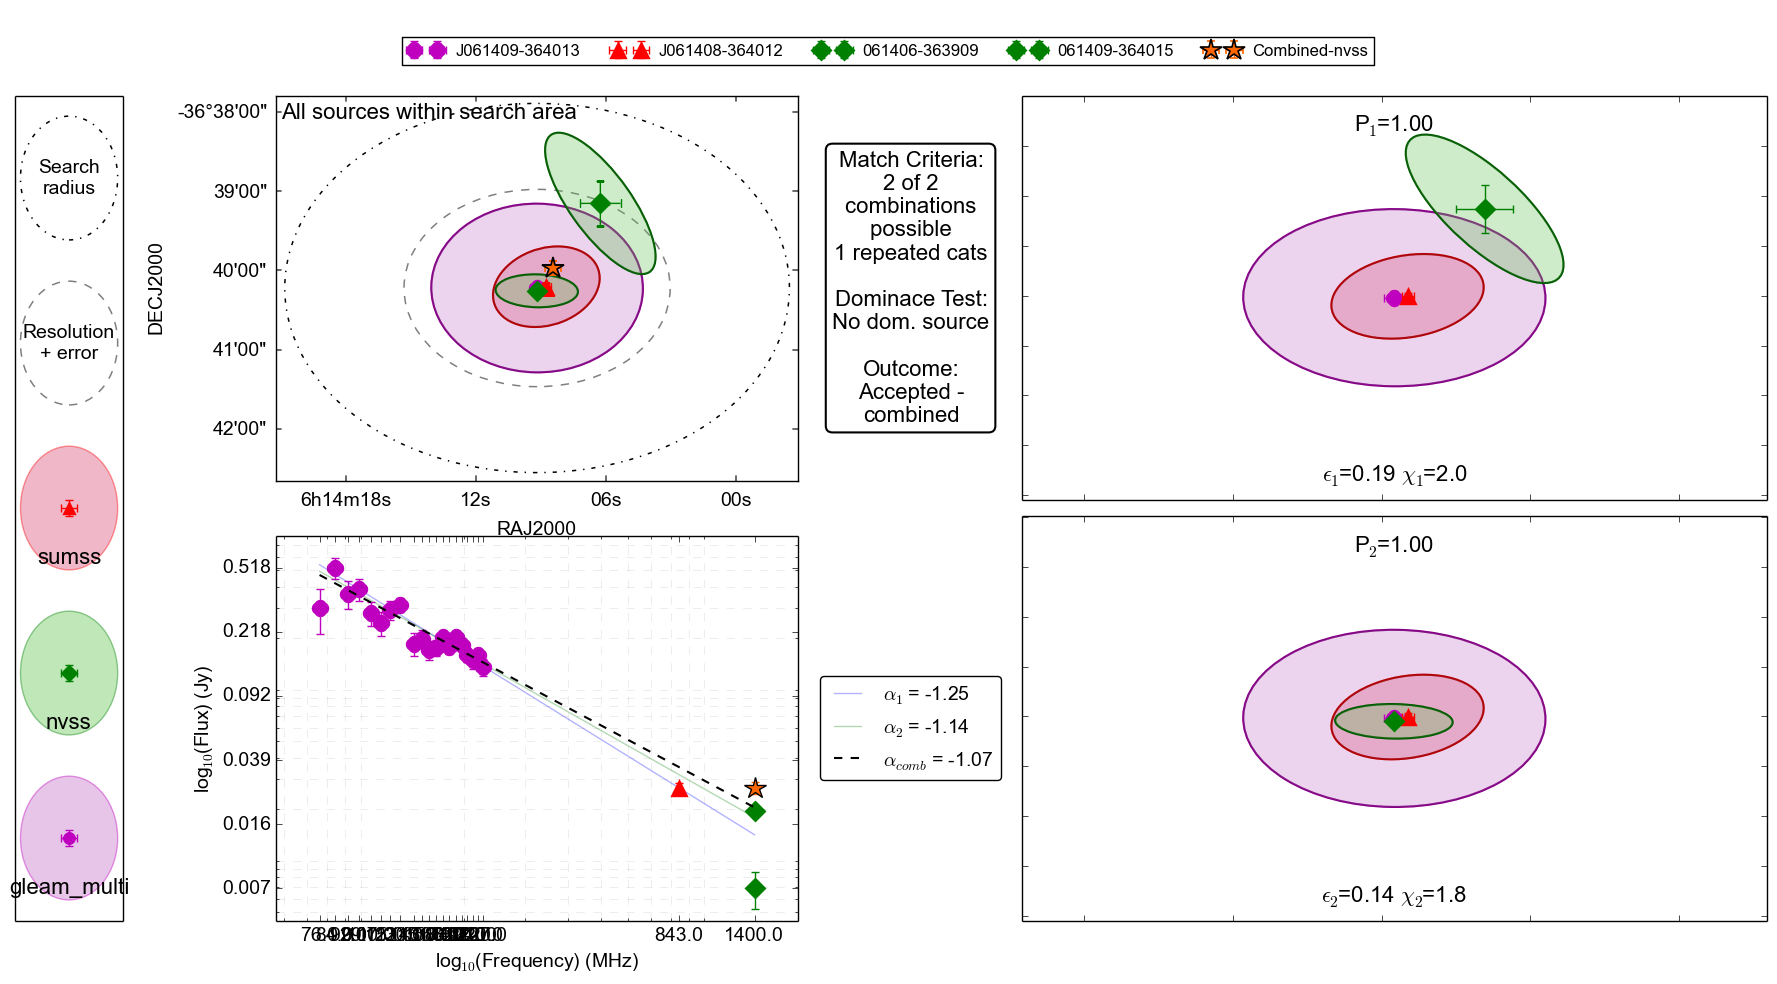 J061409-364013 J061408-364012 061406-363909 061409-364015 Combined-nvss
Search
radius
Resolution
+ error
sumss
nvss
gleam_multi
All sources within search area
DECJ2000
-36°38'00"
39'00"
40'00"
41'00"
42'00"
6h14m18s 12s 06s 00s
RAJ2000
Match Criteria:
2 of 2
combinations
possible
1 repeated cats
Dominace Test:
No dom. source
Outcome:
Accepted -
combined
P1=1.00
ϵ1=0.19 χ1=2.0
log10(Flux) (Jy)
0.518
0.218
0.092
0.039
0.016
0.007
843.0 1400.0
log10(Frequency) (MHz)
α1 = -1.25
α2 = -1.14
αcomb = -1.07
P2=1.00
ϵ2=0.14 χ2=1.8